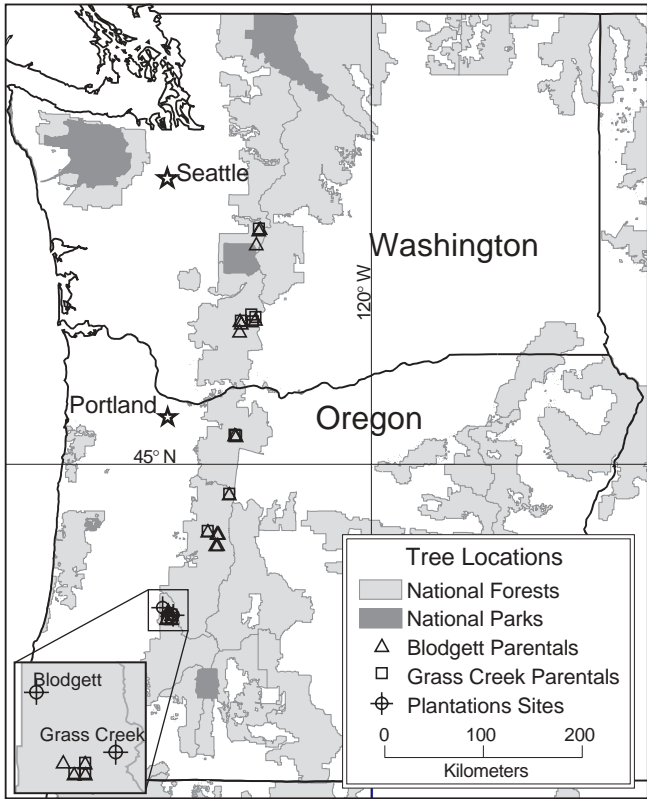 Seattle
Washington
120° W
Portland
Oregon
45° N
Tree Locations
National Forests
National Parks
Blodgett Parentals
Grass Creek Parentals
Plantations Sites
0 100 200
Kilometers
Blodgett
Grass Creek